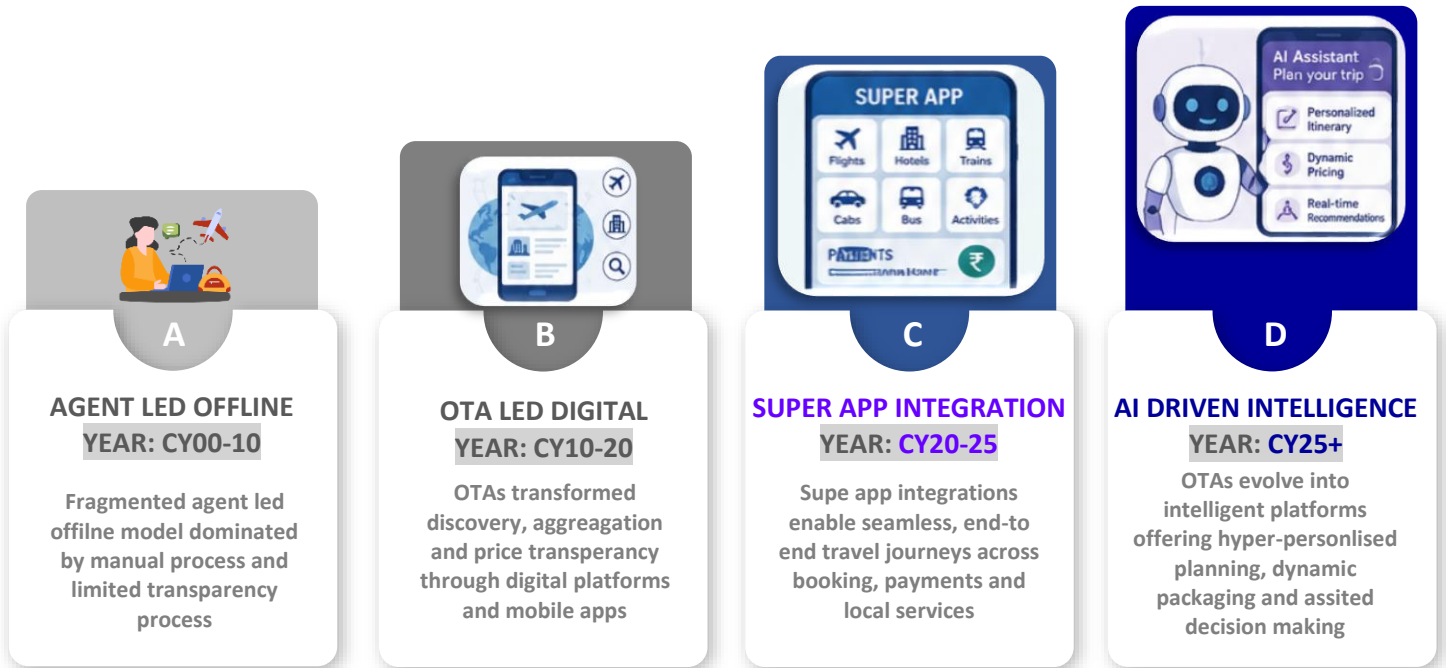 A
AGENT LED OFFLINE
YEAR: CY00-10
Fragmented agent led
offilne model dominated
by manual process and
limited transparency
process
B
OTA LED DIGITAL
YEAR: CY10-20
OTAs transformed
discovery, aggreagation
and price transperancy
through digital platforms
and mobile apps
SUPER APP
Flights Hotels Trains
Cabs Bus Activities
₹
C
SUPER APP INTEGRATION
YEAR: CY20-25
Supe app integrations
enable seamless, end-to
end travel journeys across
booking, payments and
local services
AI Assistant
Plan your trip
Personalized
Itinerary
Dynamic
Pricing
Real-time
Recommendations
D
AI DRIVEN INTELLIGENCE
YEAR: CY25+
OTAs evolve into
intelligent platforms
offering hyper-personlised
planning, dynamic
packaging and assited
decision making